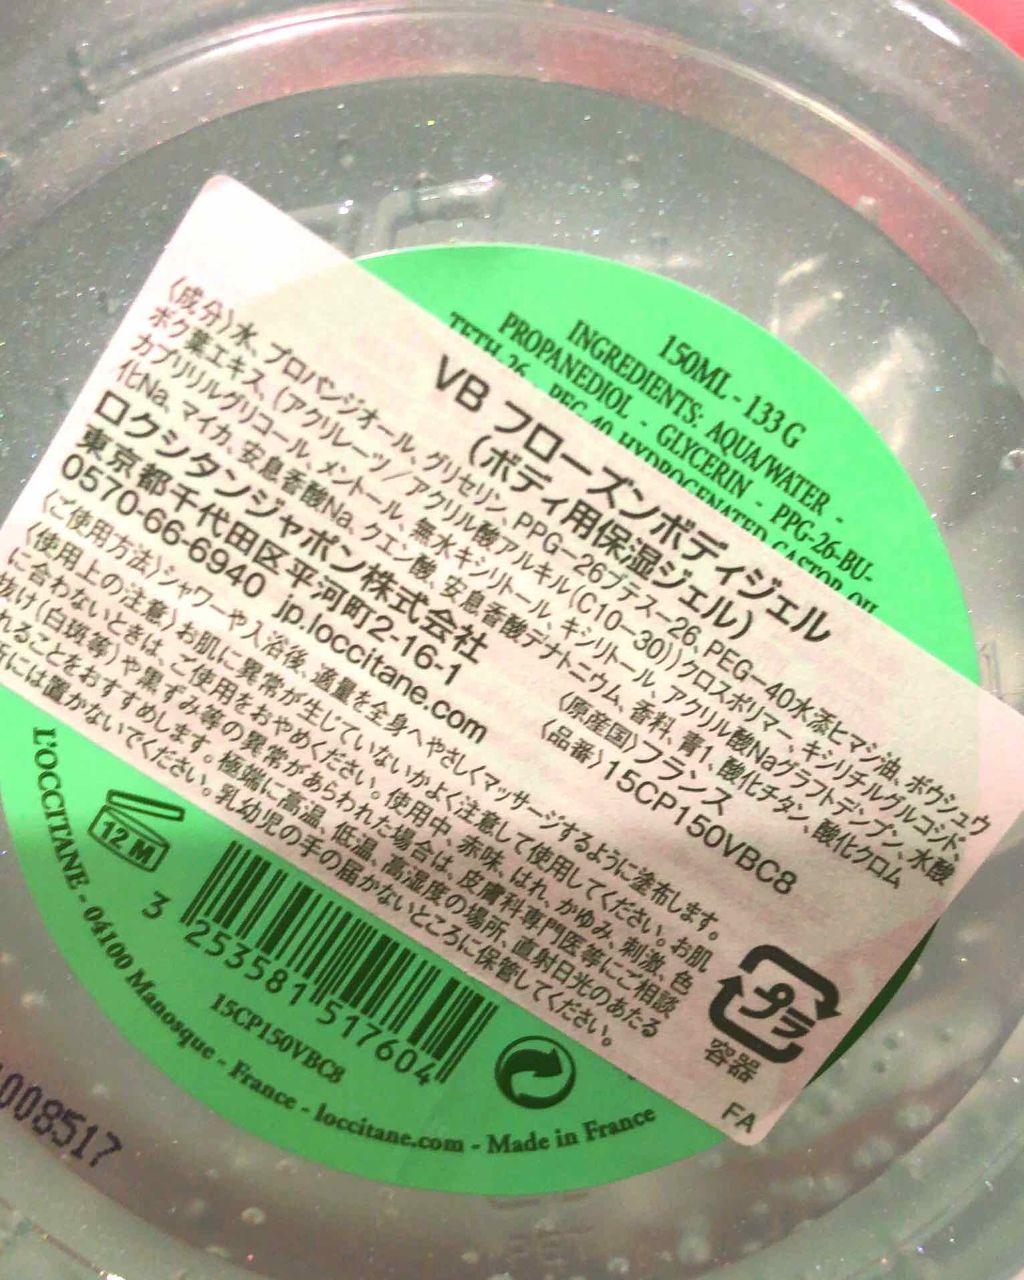 150ML - 133 G
INGREDIENTS: AQUA/WATER -
PROPANEDIOL - GLYCERIN - PPG-26-BU-
TETH-26 - PEG-40 HYDROGENATED CASTOR OIL
VB フローズンボディジェル
(ボディ用保湿ジェル)
〈成分〉水、プロパンジオール、グリセリン、PPG-26ブテス-26、PEG-40水添ヒマシ油、ボウシュウ
ボク葉エキス、(アクリレーツ/アクリル酸アルキル(C10-30))クロスポリマー、キシリチルグルコシド、
カプリリルグリコール、メントール、無水キシリトール、キシリトール、アクリル酸Naグラフトデンプン、水酸
化Na、マイカ、安息香酸Na、クエン酸、安息香酸デナトニウム、香料、青1、酸化チタン、酸化クロム
ロクシタンジャポン株式会社 〈原産国〉フランス
東京都千代田区平河町2-16-1 〈品番〉15CP150VBC8
0570-66-6940 jp.loccitane.com
〈ご使用方法〉シャワーや入浴後、適量を全身へやさしくマッサージするように塗布します。
〈使用上の注意〉お肌に異常が生じていないかよく注意して使用してください。お肌
に合わないときは、ご使用をおやめください。使用中、赤味、はれ、かゆみ、刺激、色
抜け(白斑等)や黒ずみ等の異常があらわれた場合は、皮膚科専門医等にご相談
れることをおすすめします。極端に高温、低温、高湿度の場所、直射日光のあたる
所には置かないでください。乳幼児の手の届かないところに保管してください。
プラ
容器
FA
12 M
3 253581 517604
15CP150VBC8
L'OCCITANE - 04100 Manosque - France - loccitane.com - Made in France
008517